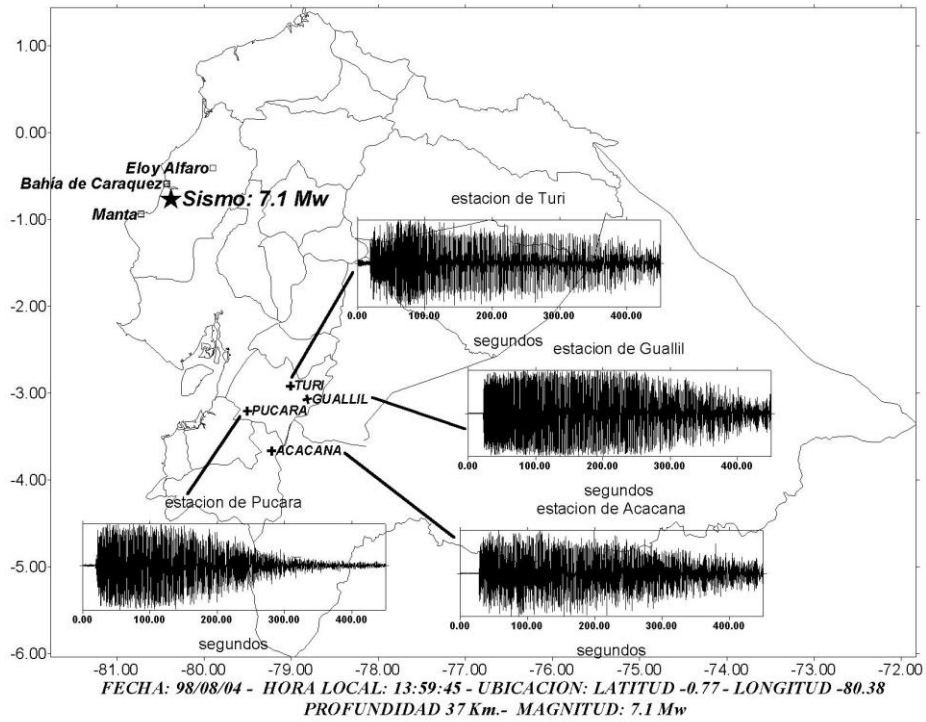 1.00
0.00
Eloy Alfaro
Bahía de Caraquez
Sismo: 7.1 Mw
Manta
-1.00
estacion de Turi
-2.00
0.00 100.00 200.00 300.00 400.00
segundos
estacion de Guallil
-3.00
TURI
GUALLIL
PUCARA
ACACANA
0.00 100.00 200.00 300.00 400.00
segundos
-4.00
estacion de Pucara
estacion de Acacana
-5.00
0.00 100.00 200.00 300.00 400.00
segundos
0.00 100.00 200.00 300.00 400.00
segundos
-6.00
-81.00 -80.00 -79.00 -78.00 -77.00 -76.00 -75.00 -74.00 -73.00 -72.00
FECHA: 98/08/04 - HORA LOCAL: 13:59:45 - UBICACION: LATITUD -0.77 - LONGITUD -80.38
PROFUNDIDAD 37 Km.- MAGNITUD: 7.1 Mw